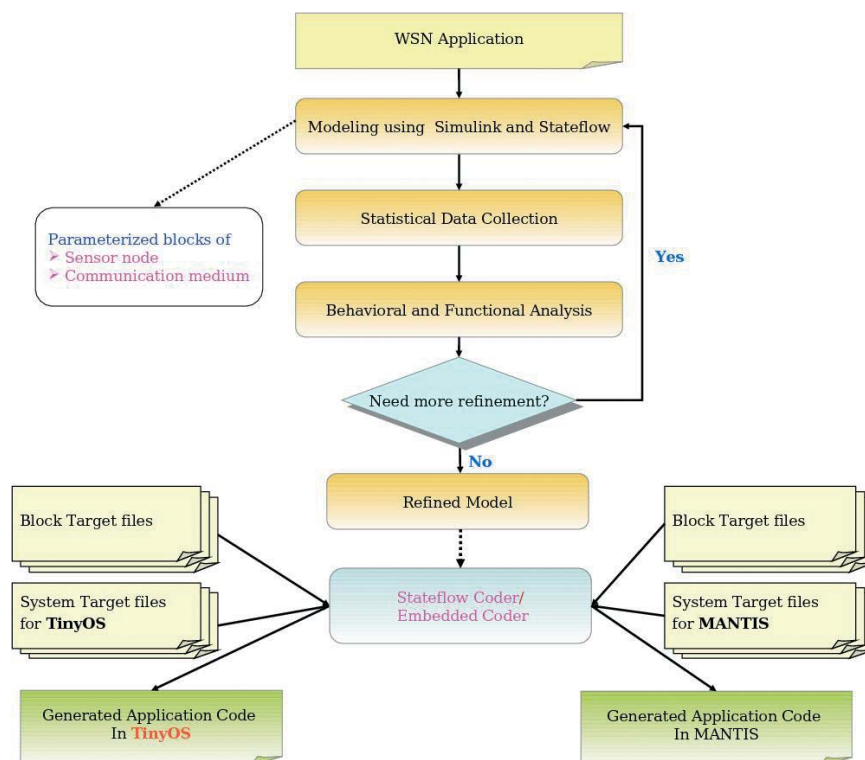 WSN Application
Modeling using Simulink and Stateflow
Statistical Data Collection
Parameterized blocks of
➢ Sensor node
➢ Communication medium
Yes
Behavioral and Functional Analysis
Need more refinement?
No
Refined Model
Block Target files
Block Target files
System Target files
for TinyOS
Stateflow Coder/
Embedded Coder
System Target files
for MANTIS
Generated Application Code
In TinyOS
Generated Application Code
In MANTIS